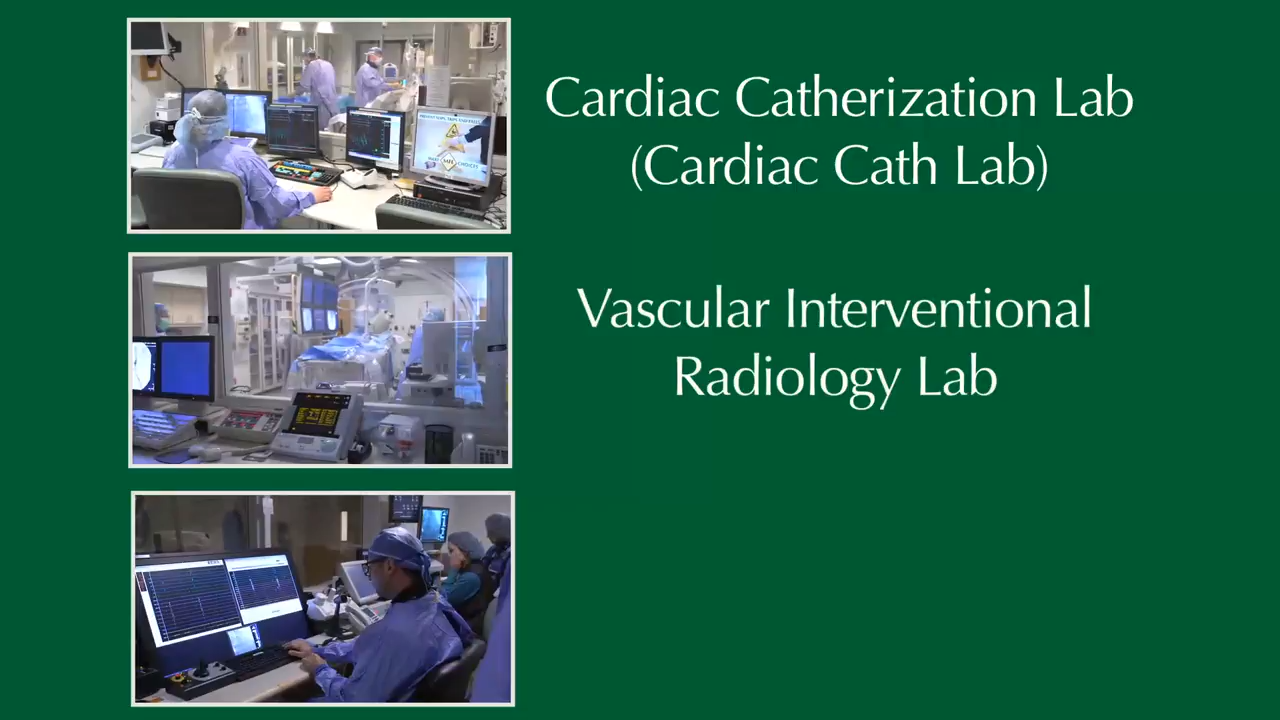 Cardiac Catherization Lab
(Cardiac Cath Lab)
Vascular Interventional
Radiology Lab